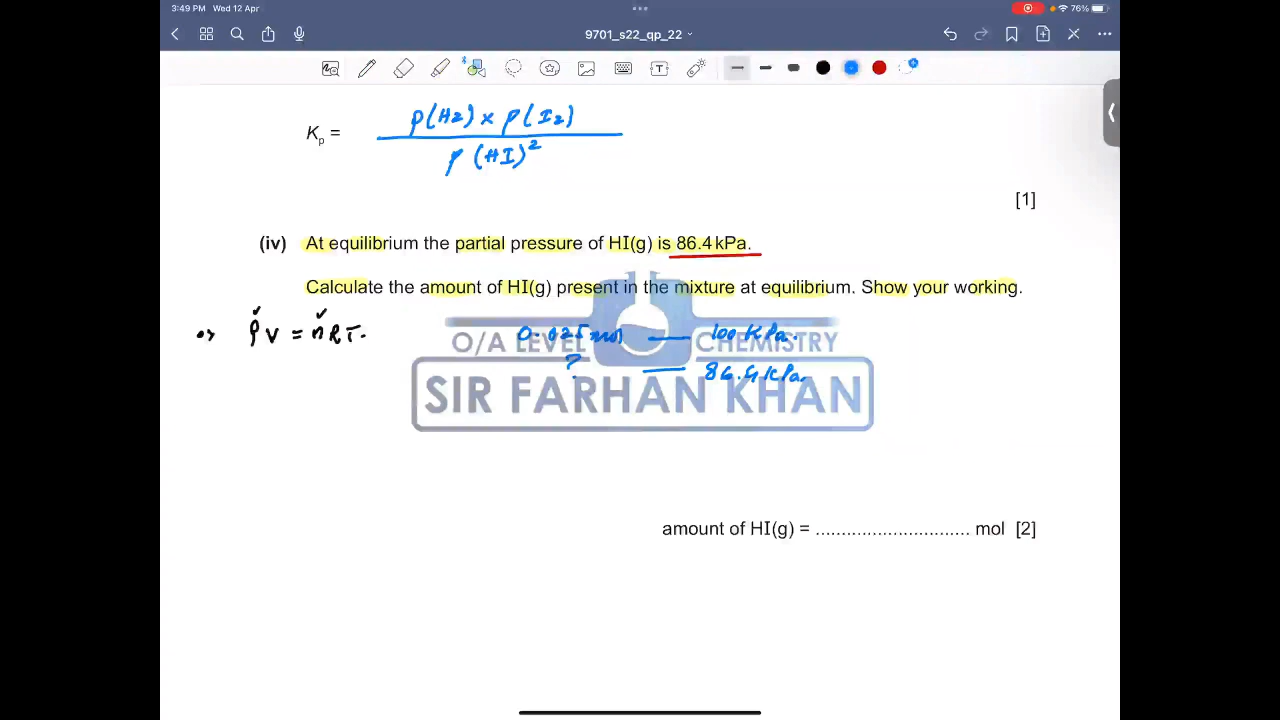 3:49 PM Wed 12 Apr
76%
9701_s22_qp_22
T
p(H2) × p(I2)
Kp =
p(HI)²
[1]
(iv) At equilibrium the partial pressure of HI(g) is 86.4 kPa.
Calculate the amount of HI(g) present in the mixture at equilibrium. Show your working.
=> PV = nRT. 0.025 mol — 100 KPa.
O/A LEVEL CHEMISTRY
? — 86.4 KPa.
SIR FARHAN KHAN
amount of HI(g) = ............................. mol [2]